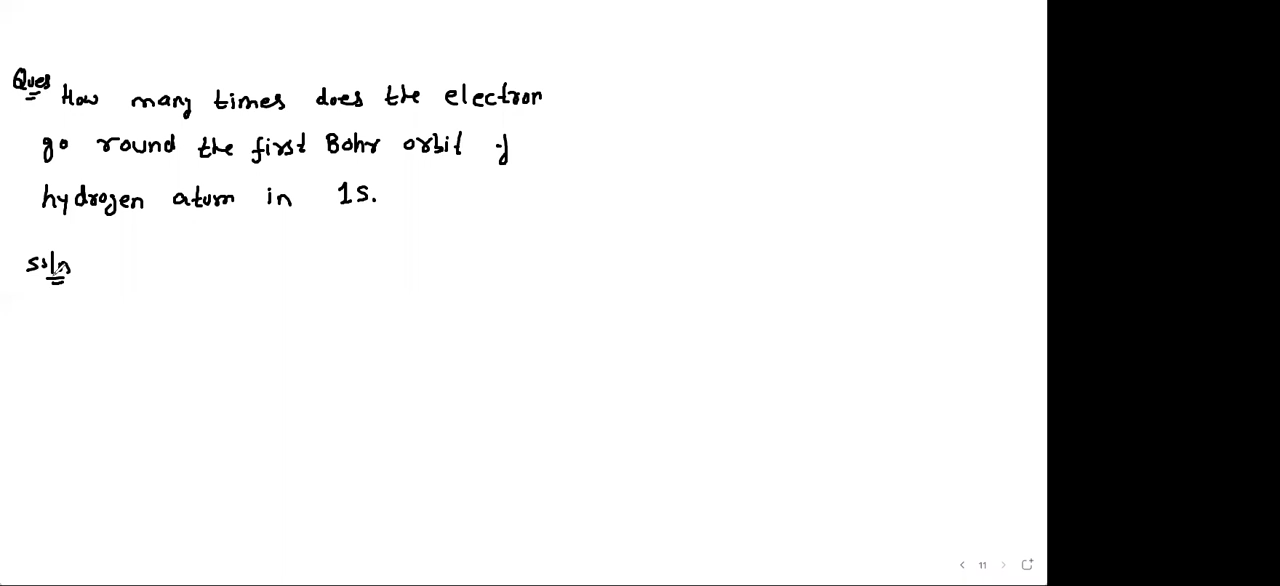 Ques How many times does the electron
go round the first Bohr orbit of
hydrogen atom in 1s.
Soln
11